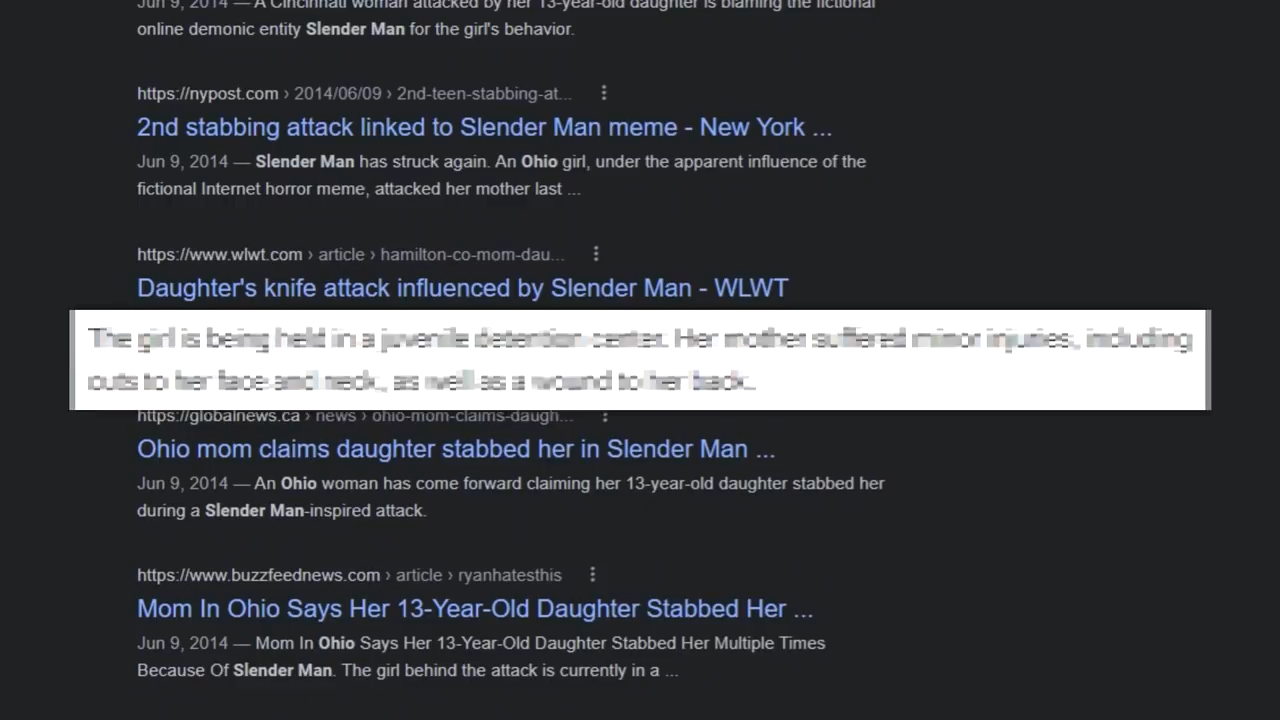 Jun 9, 2014 — A Cincinnati woman attacked by her 13-year-old daughter is blaming the fictional
online demonic entity Slender Man for the girl's behavior.
https://nypost.com › 2014/06/09 › 2nd-teen-stabbing-at...
2nd stabbing attack linked to Slender Man meme - New York ...
Jun 9, 2014 — Slender Man has struck again. An Ohio girl, under the apparent influence of the
fictional Internet horror meme, attacked her mother last ...
https://www.wlwt.com › article › hamilton-co-mom-dau...
Daughter's knife attack influenced by Slender Man - WLWT
The girl is being held in a juvenile detention center. Her mother suffered minor injuries, including
cuts to her face and neck, as well as a wound to her back.
https://globalnews.ca › news › ohio-mom-claims-daugh...
Ohio mom claims daughter stabbed her in Slender Man ...
Jun 9, 2014 — An Ohio woman has come forward claiming her 13-year-old daughter stabbed her
during a Slender Man-inspired attack.
https://www.buzzfeednews.com › article › ryanhatesthis
Mom In Ohio Says Her 13-Year-Old Daughter Stabbed Her ...
Jun 9, 2014 — Mom In Ohio Says Her 13-Year-Old Daughter Stabbed Her Multiple Times
Because Of Slender Man. The girl behind the attack is currently in a ...